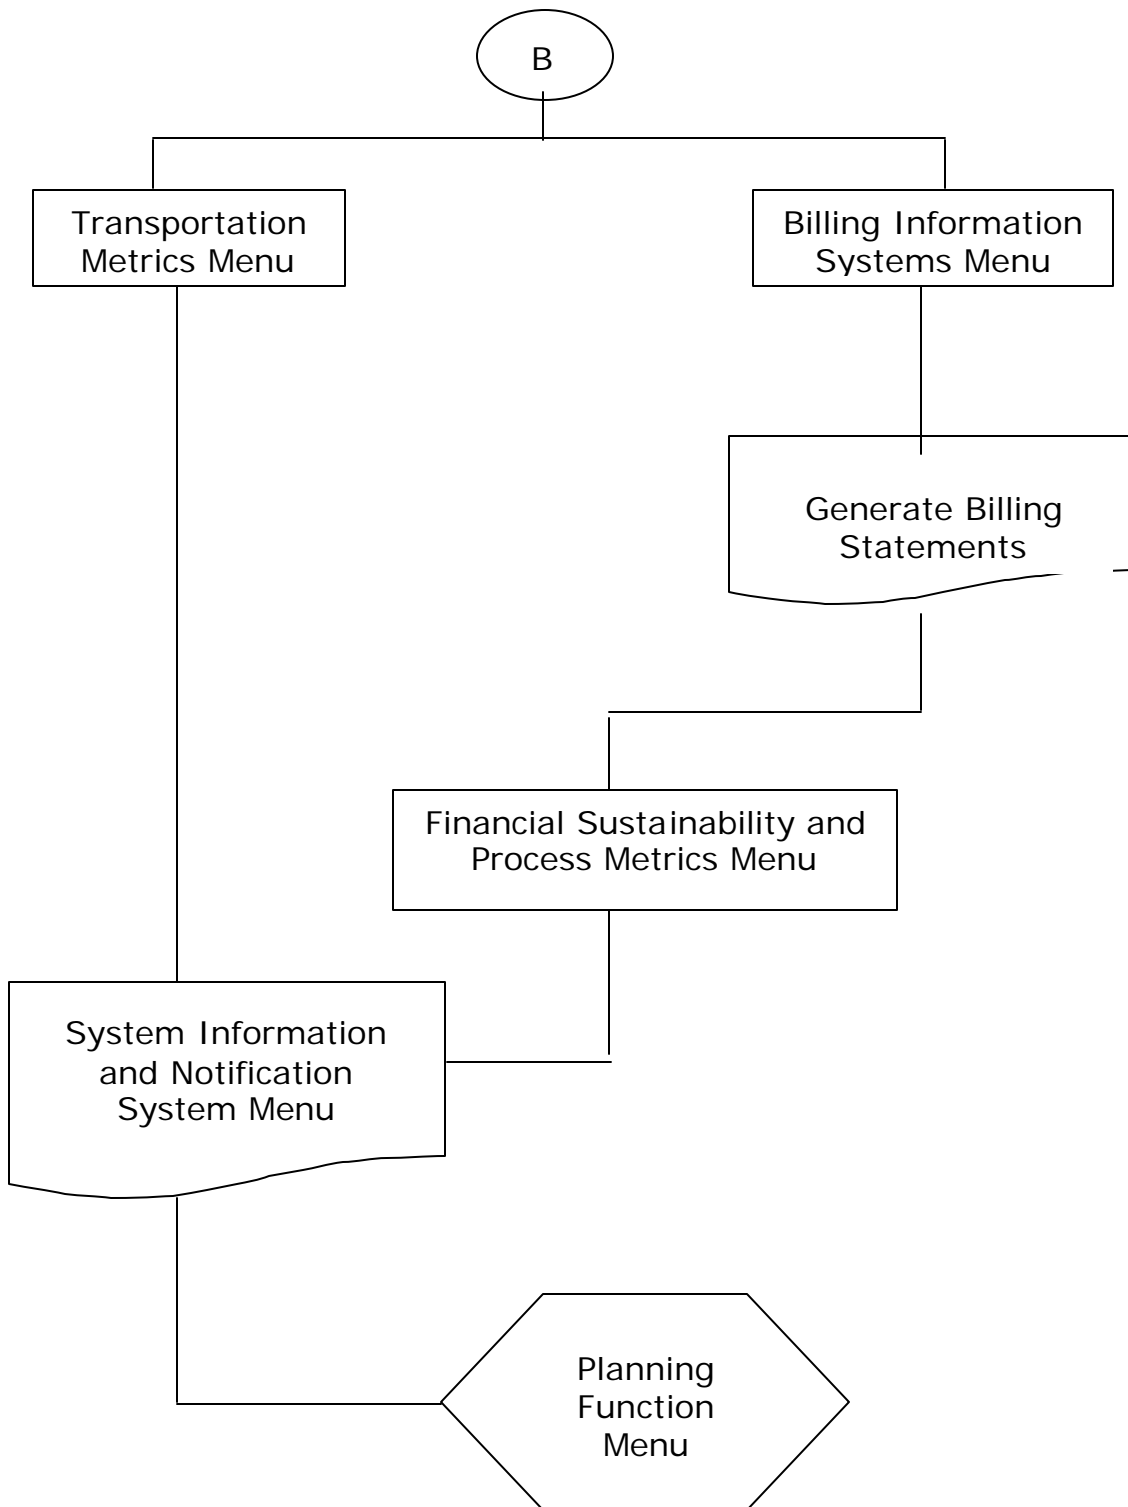 B
Transportation
Metrics Menu
Billing Information
Systems Menu
Generate Billing
Statements
Financial Sustainability and
Process Metrics Menu
System Information
and Notification
System Menu
Planning
Function
Menu